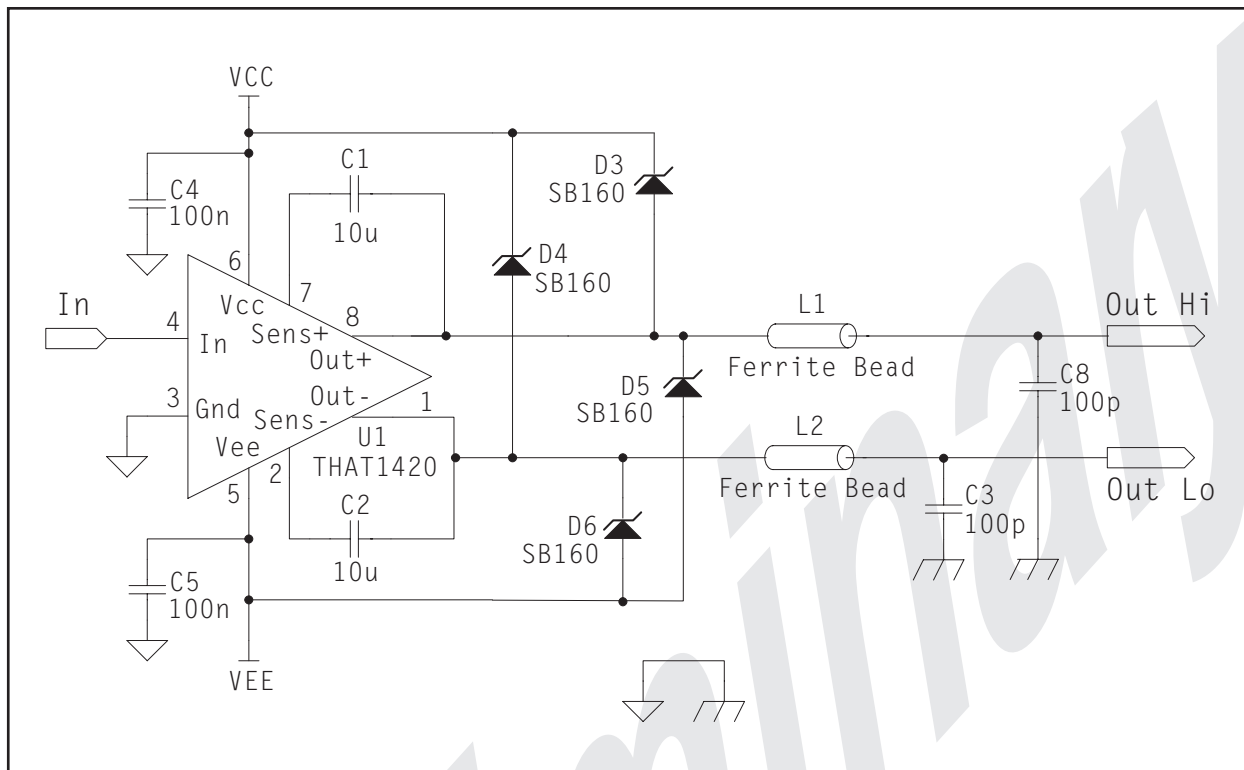 VCC
C4
100n
C1
10u
D3
SB160
D4
SB160
6
7
8
Vcc
Sens+
Out+
In
4
In
L1
Ferrite Bead
Out Hi
D5
SB160
C8
100p
3
Gnd
Out-
Sens-
Vee
1
U1
THAT1420
L2
Ferrite Bead
Out Lo
5
2
C2
10u
D6
SB160
C3
100p
C5
100n
VEE